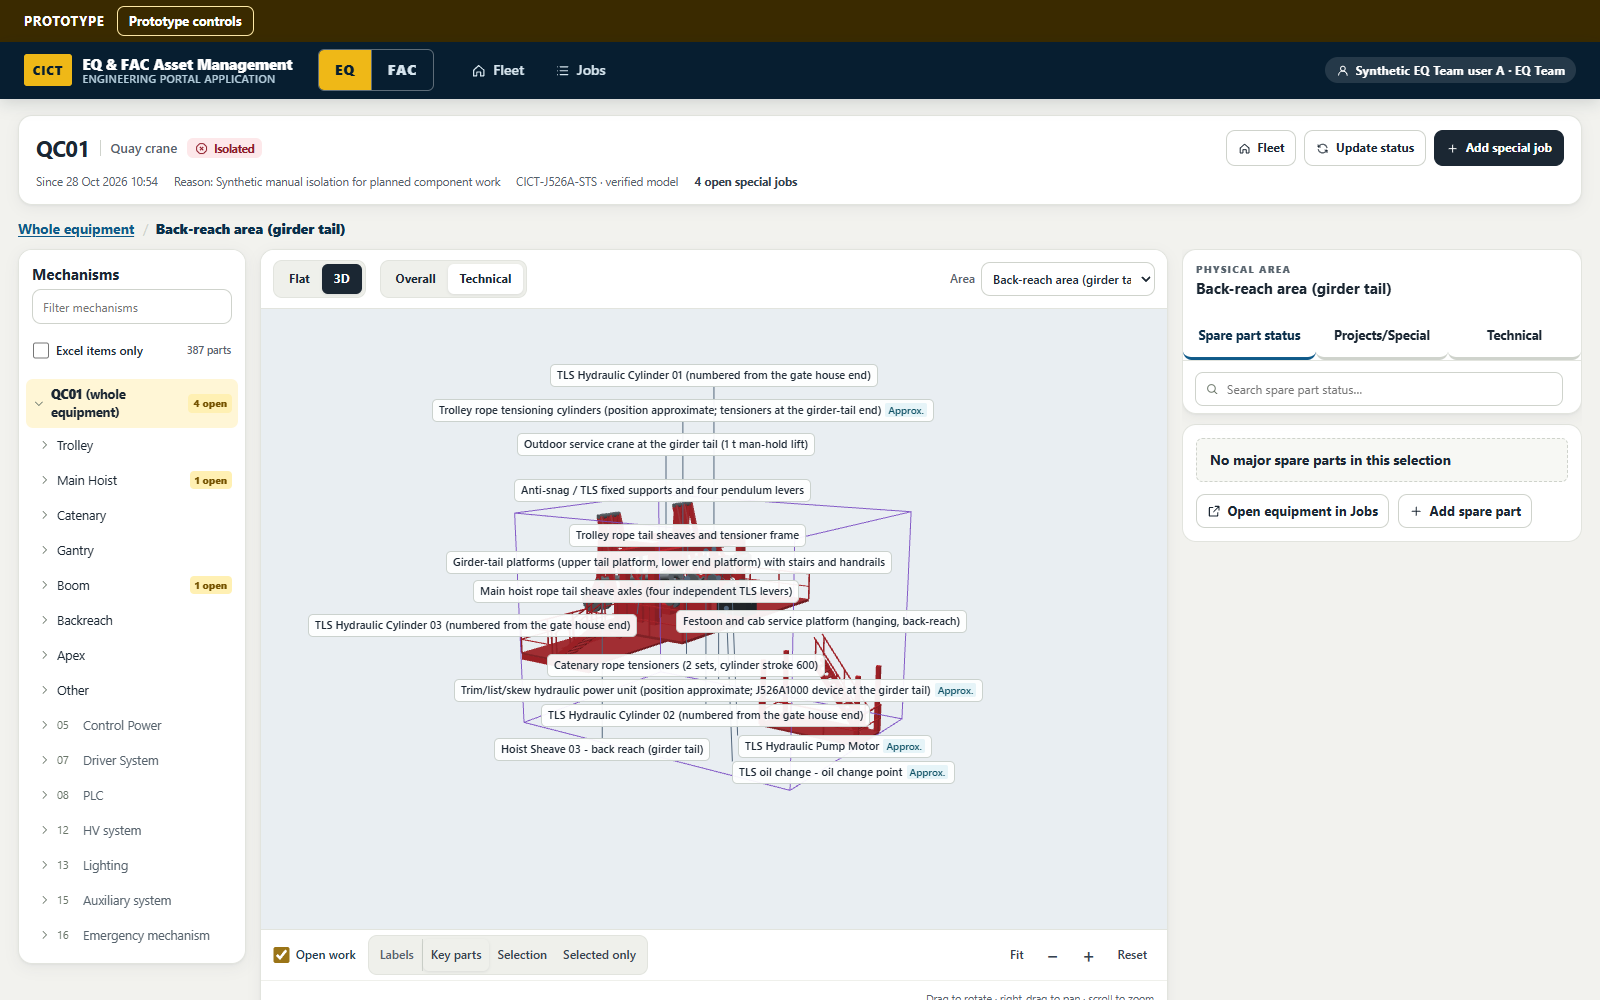 PROTOTYPE Prototype controls
CICT EQ & FAC Asset Management
ENGINEERING PORTAL APPLICATION
EQ FAC Fleet Jobs
Synthetic EQ Team user A · EQ Team
QC01 Quay crane Isolated
Fleet Update status + Add special job
Since 28 Oct 2026 10:54 Reason: Synthetic manual isolation for planned component work CICT-J526A-STS · verified model 4 open special jobs
Whole equipment / Back-reach area (girder tail)
Mechanisms
Filter mechanisms
Excel items only 387 parts
QC01 (whole equipment) 4 open
Trolley
Main Hoist 1 open
Catenary
Gantry
Boom 1 open
Backreach
Apex
Other
05 Control Power
07 Driver System
08 PLC
12 HV system
13 Lighting
15 Auxiliary system
16 Emergency mechanism
Flat 3D Overall Technical
Area Back-reach area (girder ta
TLS Hydraulic Cylinder 01 (numbered from the gate house end)
Trolley rope tensioning cylinders (position approximate; tensioners at the girder-tail end) Approx.
Outdoor service crane at the girder tail (1 t man-hold lift)
Anti-snag / TLS fixed supports and four pendulum levers
Trolley rope tail sheaves and tensioner frame
Girder-tail platforms (upper tail platform, lower end platform) with stairs and handrails
Main hoist rope tail sheave axles (four independent TLS levers)
TLS Hydraulic Cylinder 03 (numbered from the gate house end)
Festoon and cab service platform (hanging, back-reach)
Catenary rope tensioners (2 sets, cylinder stroke 600)
Trim/list/skew hydraulic power unit (position approximate; J526A1000 device at the girder tail) Approx.
TLS Hydraulic Cylinder 02 (numbered from the gate house end)
Hoist Sheave 03 - back reach (girder tail)
TLS Hydraulic Pump Motor Approx.
TLS oil change - oil change point Approx.
Open work Labels Key parts Selection Selected only
Fit − + Reset
Drag to rotate · right-drag to pan · scroll to zoom
PHYSICAL AREA
Back-reach area (girder tail)
Spare part status Projects/Special Technical
Search spare part status...
No major spare parts in this selection
Open equipment in Jobs + Add spare part